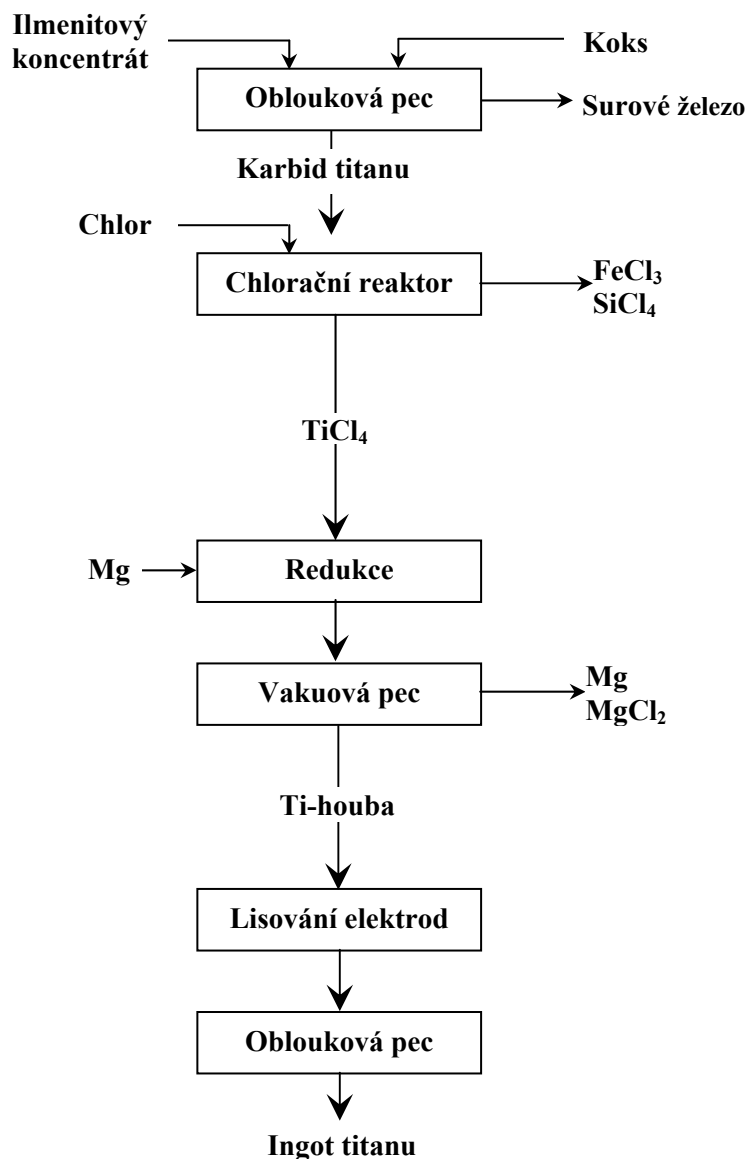 Ilmenitový
koncentrát
Koks
Oblouková pec
Surové železo
Karbid titanu
Chlor
Chlorační reaktor
FeCl₃
SiCl₄
TiCl₄
Mg
Redukce
Vakuová pec
Mg
MgCl₂
Ti-houba
Lisování elektrod
Oblouková pec
Ingot titanu